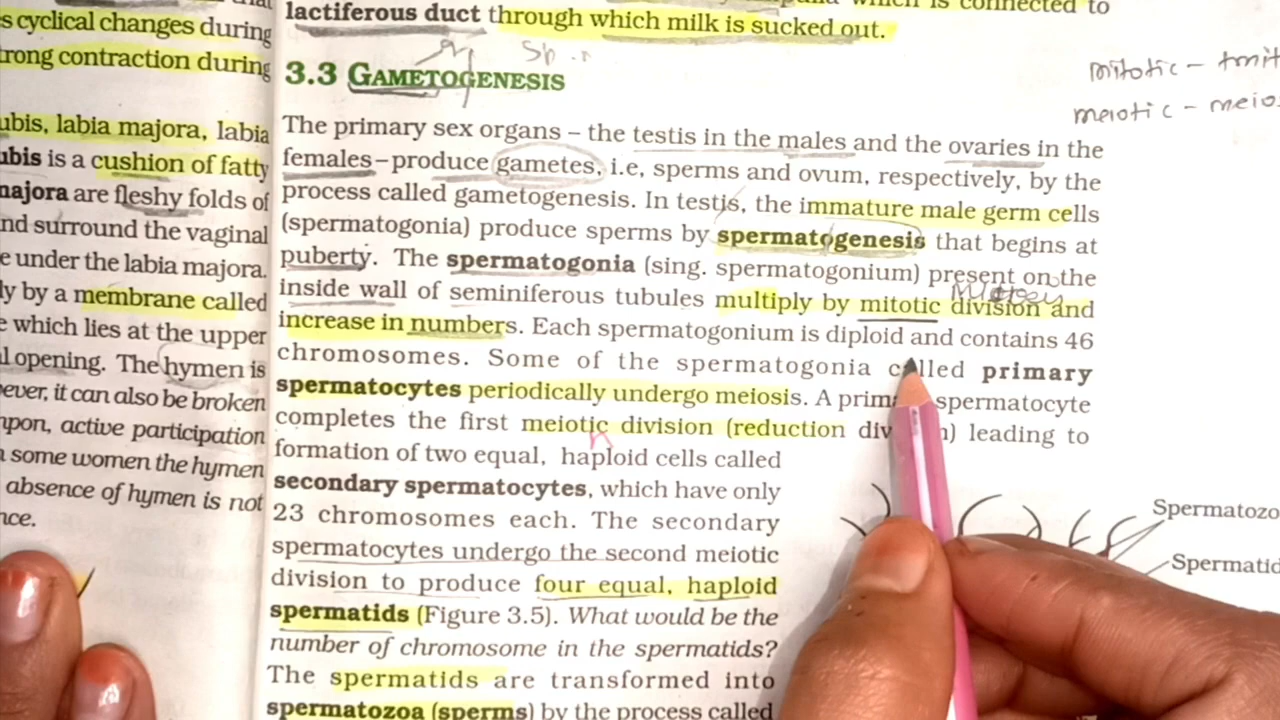 s cyclical changes during
trong contraction during
ubis, labia majora, labia
ubis is a cushion of fatty
najora are fleshy folds of
nd surround the vaginal
e under the labia majora.
ly by a membrane called
e which lies at the upper
l opening. The hymen is
ever, it can also be broken
npon, active participation
some women the hymen
absence of hymen is not
nce.
which is connected to
lactiferous duct through which milk is sucked out.
3.3 GAMETOGENESIS
mitotic -
meiotic - meio
The primary sex organs – the testis in the males and the ovaries in the
females – produce gametes, i.e, sperms and ovum, respectively, by the
process called gametogenesis. In testis, the immature male germ cells
(spermatogonia) produce sperms by spermatogenesis that begins at
puberty. The spermatogonia (sing. spermatogonium) present on the
inside wall of seminiferous tubules multiply by mitotic division and
increase in numbers. Each spermatogonium is diploid and contains 46
chromosomes. Some of the spermatogonia called primary
spermatocytes periodically undergo meiosis. A prim spermatocyte
completes the first meiotic division (reduction div n) leading to
formation of two equal, haploid cells called
secondary spermatocytes, which have only
23 chromosomes each. The secondary
spermatocytes undergo the second meiotic
division to produce four equal, haploid
spermatids (Figure 3.5). What would be the
number of chromosome in the spermatids?
The spermatids are transformed into
spermatozoa (sperms) by the process called
Spermatozo
Spermatid